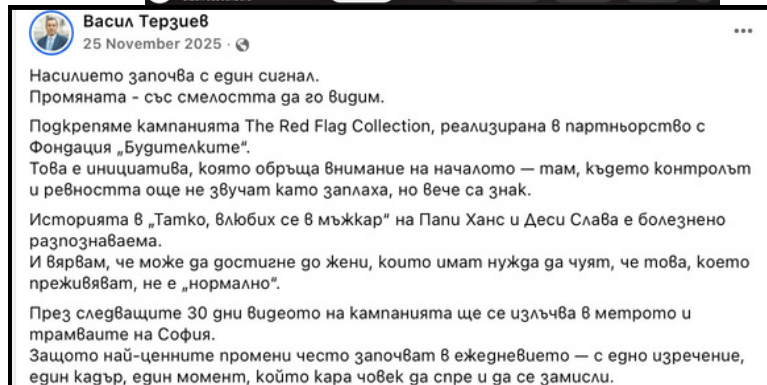 Васил Терзиев
25 November 2025 ·
Насилието започва с един сигнал.
Промяната - със смелостта да го видим.
Подкрепяме кампанията The Red Flag Collection, реализирана в партньорство с
Фондация „Будителките“.
Това е инициатива, която обръща внимание на началото — там, където контролът
и ревността още не звучат като заплаха, но вече са знак.
Историята в „Татко, влюбих се в мъжкар“ на Папи Ханс и Деси Слава е болезнено
разпознаваема.
И вярвам, че може да достигне до жени, които имат нужда да чуят, че това, което
преживяват, не е „нормално“.
През следващите 30 дни видеото на кампанията ще се излъчва в метрото и
трамваите на София.
Защото най-ценните промени често започват в ежедневието — с едно изречение,
един кадър, един момент, който кара човек да спре и да се замисли.